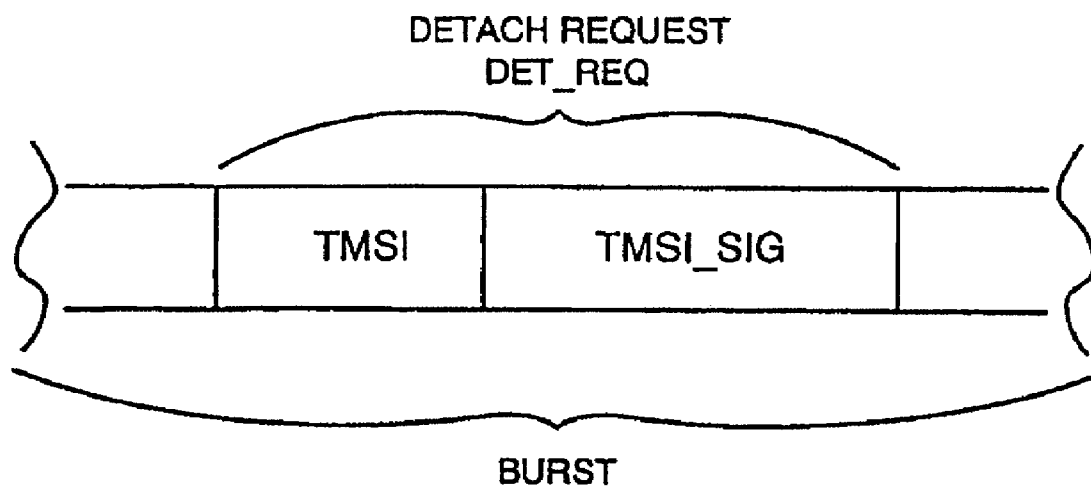 DETACH REQUEST
DET_REQ
TMSI
TMSI_SIG
BURST